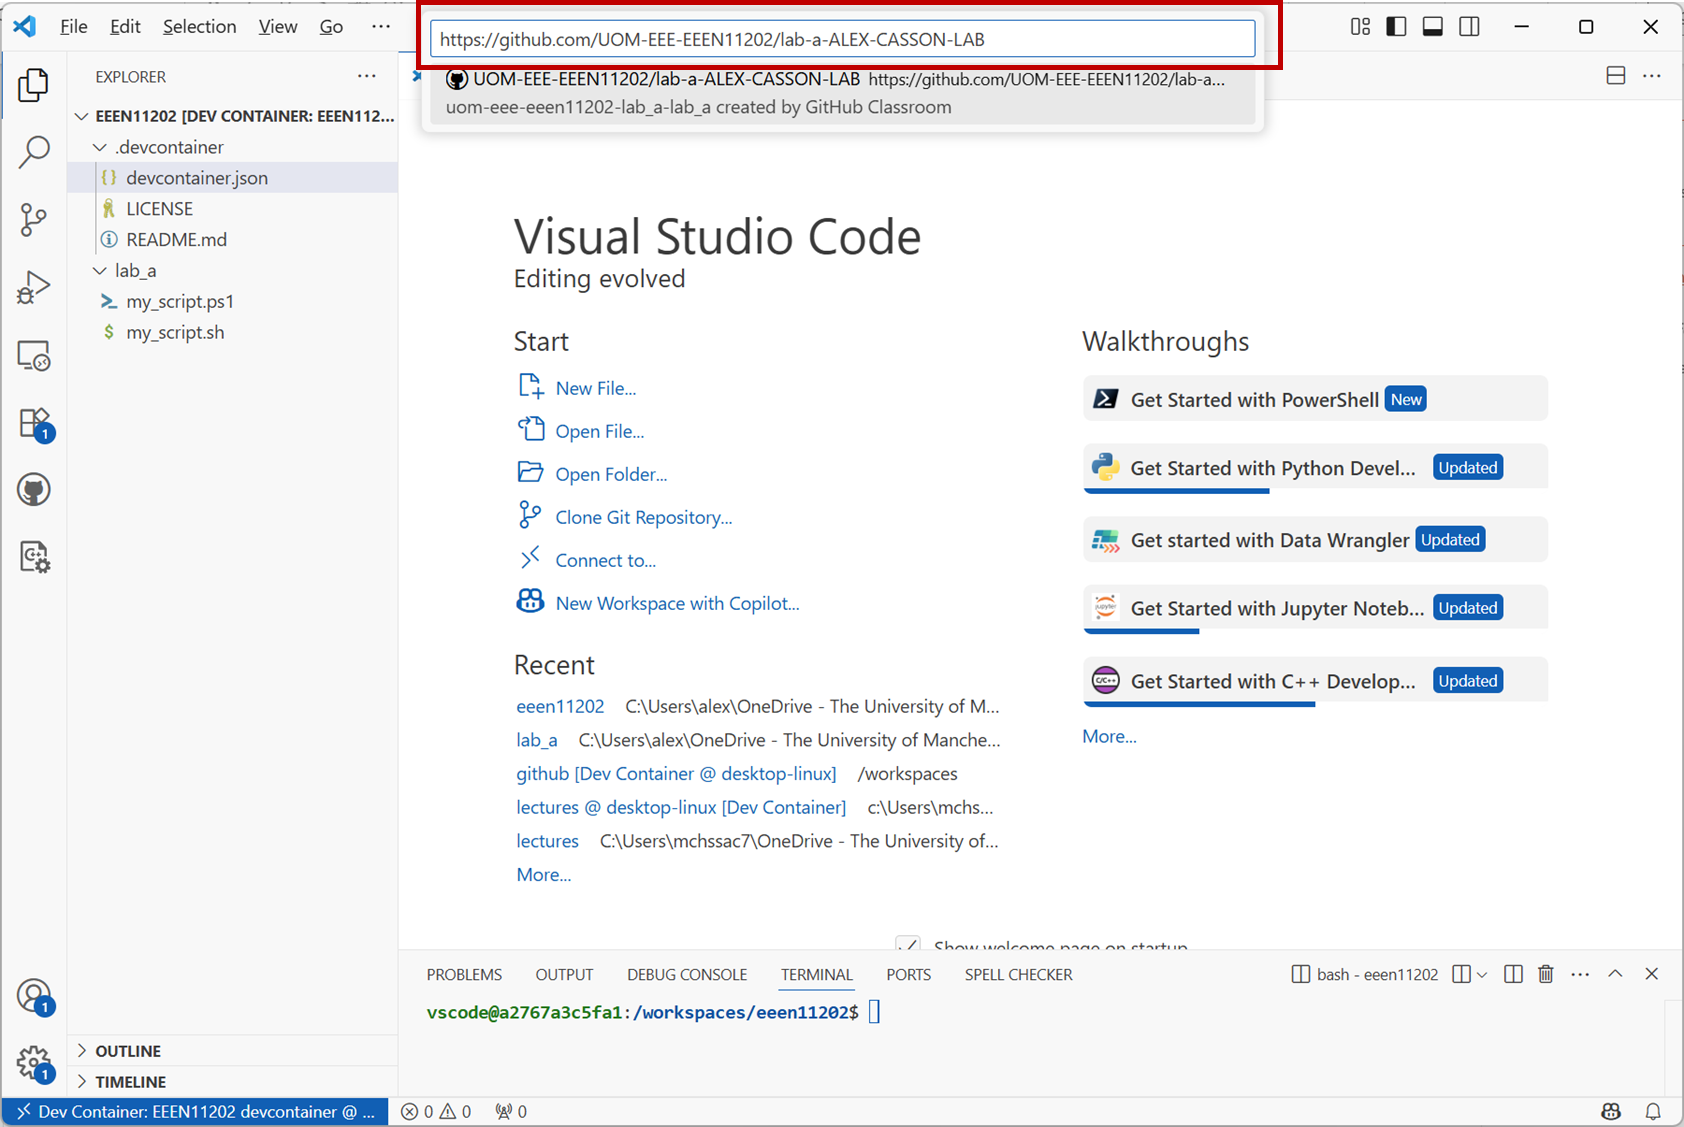 File Edit Selection View Go ···
https://github.com/UOM-EEE-EEEN11202/lab-a-ALEX-CASSON-LAB
UOM-EEE-EEEN11202/lab-a-ALEX-CASSON-LAB https://github.com/UOM-EEE-EEEN11202/lab-a...
uom-eee-eeen11202-lab_a-lab_a created by GitHub Classroom
EXPLORER ···
EEEN11202 [DEV CONTAINER: EEEN112...
.devcontainer
{} devcontainer.json
LICENSE
README.md
lab_a
my_script.ps1
$ my_script.sh
OUTLINE
TIMELINE
Visual Studio Code
Editing evolved
Start
New File...
Open File...
Open Folder...
Clone Git Repository...
Connect to...
New Workspace with Copilot...
Recent
eeen11202 C:\Users\alex\OneDrive - The University of M...
lab_a C:\Users\alex\OneDrive - The University of Manche...
github [Dev Container @ desktop-linux] /workspaces
lectures @ desktop-linux [Dev Container] c:\Users\mchs...
lectures C:\Users\mchssac7\OneDrive - The University of...
More...
Walkthroughs
Get Started with PowerShell New
Get Started with Python Devel... Updated
Get started with Data Wrangler Updated
jupyter Get Started with Jupyter Noteb... Updated
C/C++ Get Started with C++ Develop... Updated
More...
Show welcome page on startup
PROBLEMS OUTPUT DEBUG CONSOLE TERMINAL PORTS SPELL CHECKER
bash - eeen11202
vscode@a2767a3c5fa1:/workspaces/eeen11202$
1
1
1
Dev Container: EEEN11202 devcontainer @ ... 0 0 0